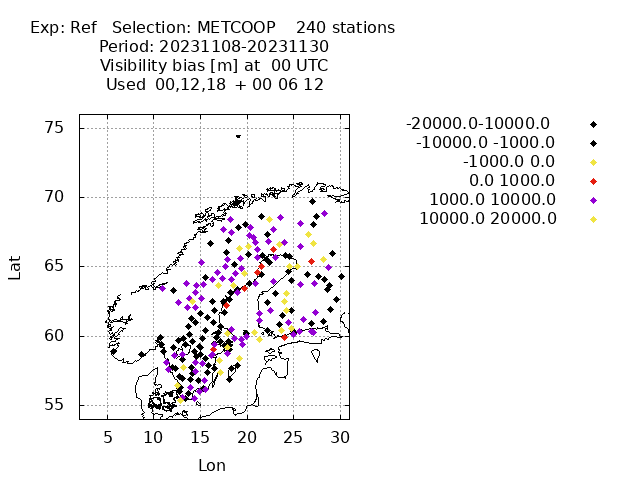 Exp: Ref   Selection: METCOOP    240 stations
Period: 20231108-20231130
Visibility bias [m] at  00 UTC
Used  00,12,18  + 00 06 12
-20000.0-10000.0
-10000.0 -1000.0
-1000.0 0.0
0.0 1000.0
1000.0 10000.0
10000.0 20000.0
75
70
65
60
55
Lat
5 10 15 20 25 30
Lon